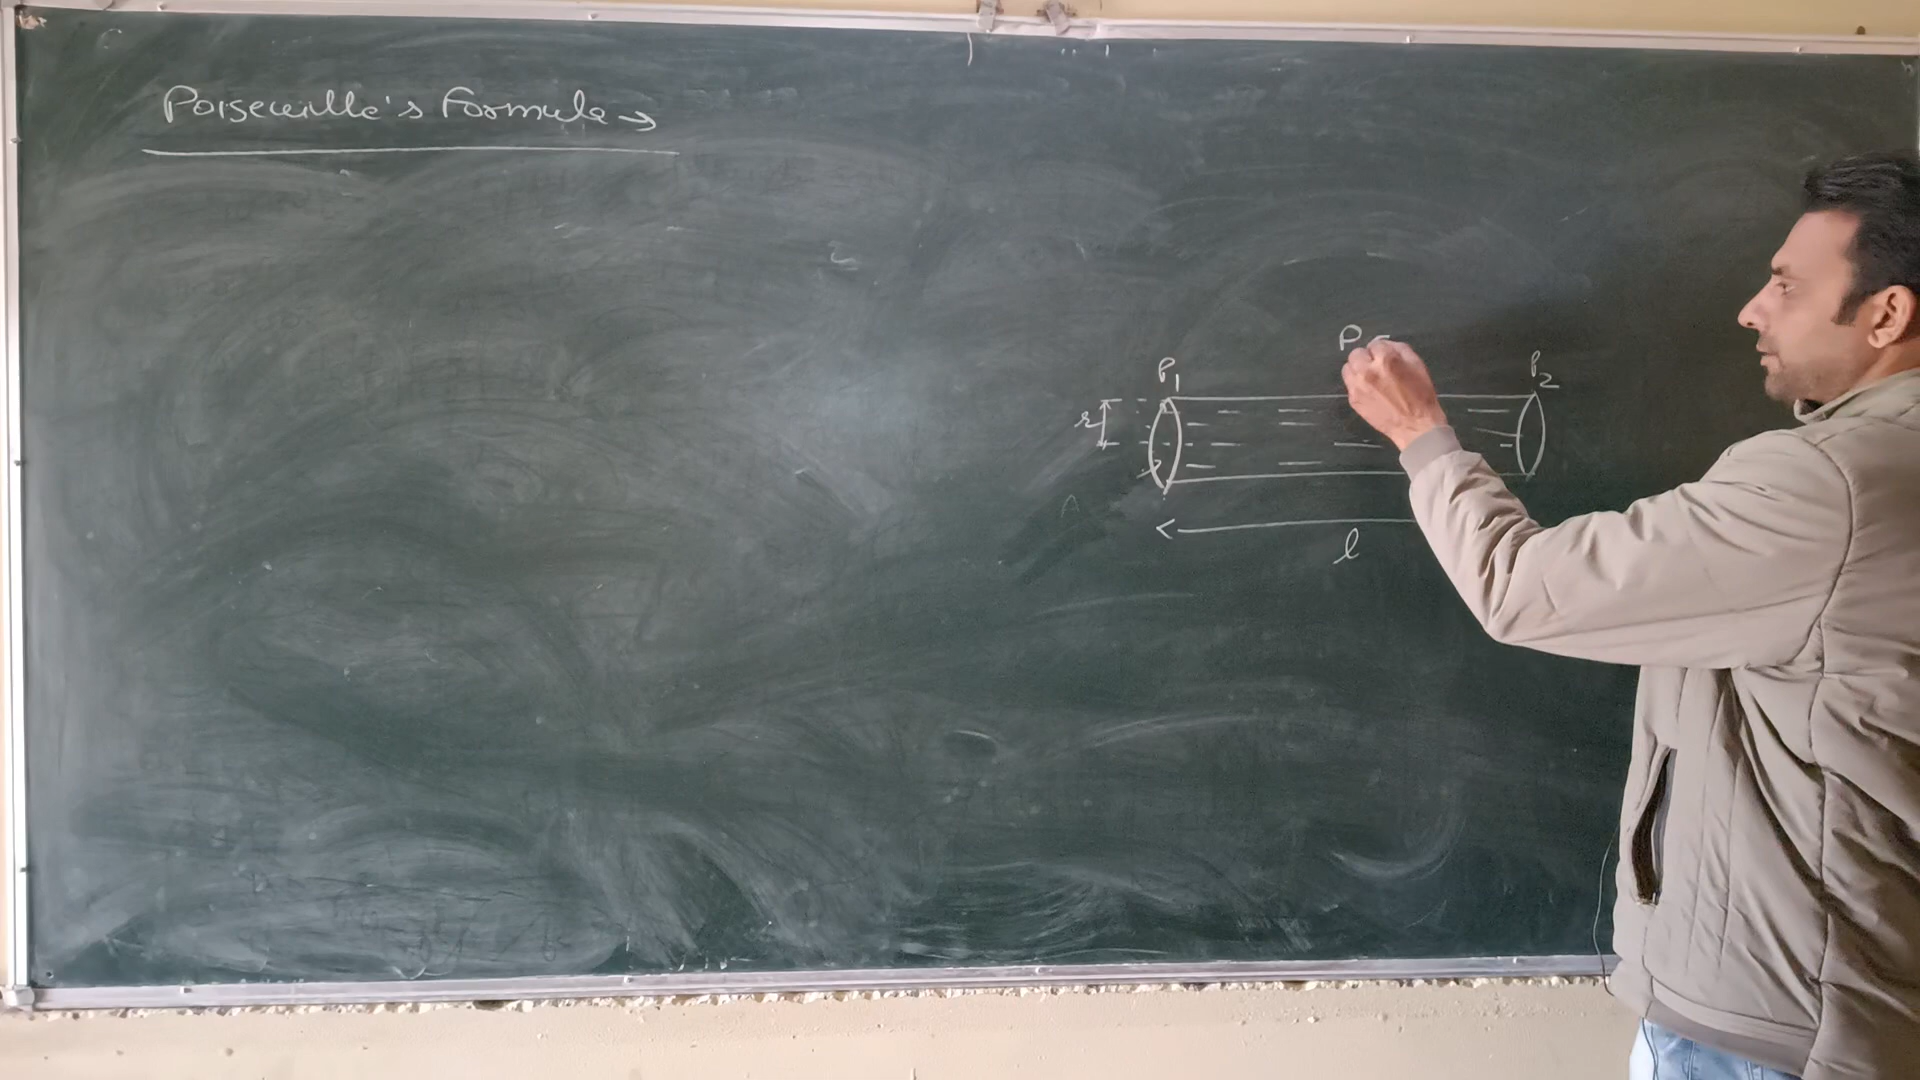 Poiseuille's Formula →
P
P1
P2
r
l